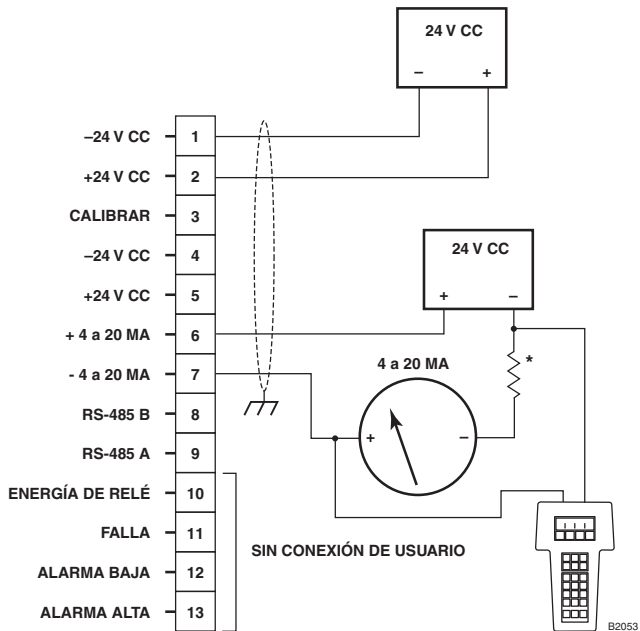 24 V CC
– +
–24 V CC 1
+24 V CC 2
CALIBRAR 3
–24 V CC 4
+24 V CC 5
+ 4 a 20 MA 6
- 4 a 20 MA 7
RS-485 B 8
RS-485 A 9
ENERGÍA DE RELÉ 10
FALLA 11
ALARMA BAJA 12
ALARMA ALTA 13
24 V CC
+ –
4 a 20 MA
*
+ –
SIN CONEXIÓN DE USUARIO
B2053